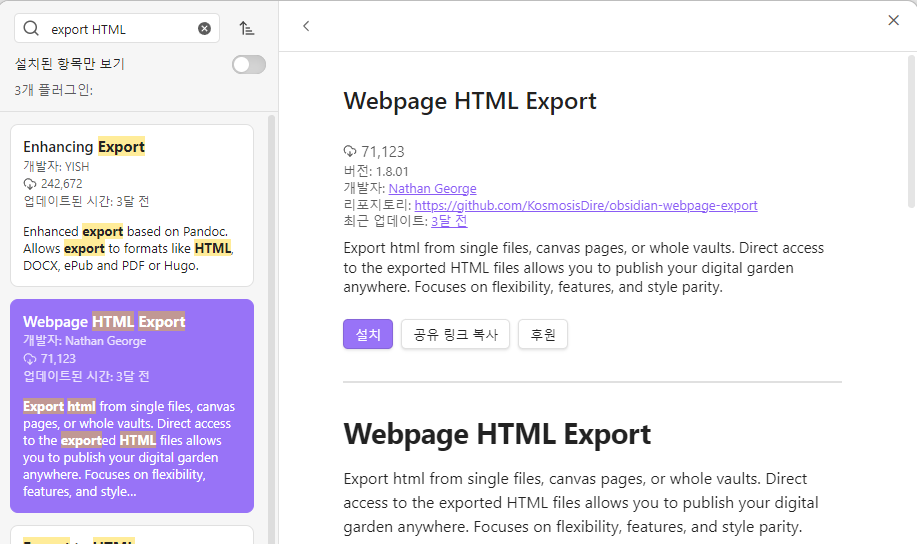 export HTML
설치된 항목만 보기
3개 플러그인:
Enhancing Export
개발자: YISH
242,672
업데이트된 시간: 3달 전
Enhanced export based on Pandoc.
Allows export to formats like HTML,
DOCX, ePub and PDF or Hugo.
Webpage HTML Export
개발자: Nathan George
71,123
업데이트된 시간: 3달 전
Export html from single files, canvas
pages, or whole vaults. Direct access
to the exported HTML files allows
you to publish your digital garden
anywhere. Focuses on flexibility,
features, and style...
Export to HTML
Webpage HTML Export
71,123
버전: 1.8.01
개발자: Nathan George
리포지토리: https://github.com/KosmosisDire/obsidian-webpage-export
최근 업데이트: 3달 전
Export html from single files, canvas pages, or whole vaults. Direct access
to the exported HTML files allows you to publish your digital garden
anywhere. Focuses on flexibility, features, and style parity.
설치
공유 링크 복사
후원
Webpage HTML Export
Export html from single files, canvas pages, or whole vaults. Direct
access to the exported HTML files allows you to publish your digital
garden anywhere. Focuses on flexibility, features, and style parity.